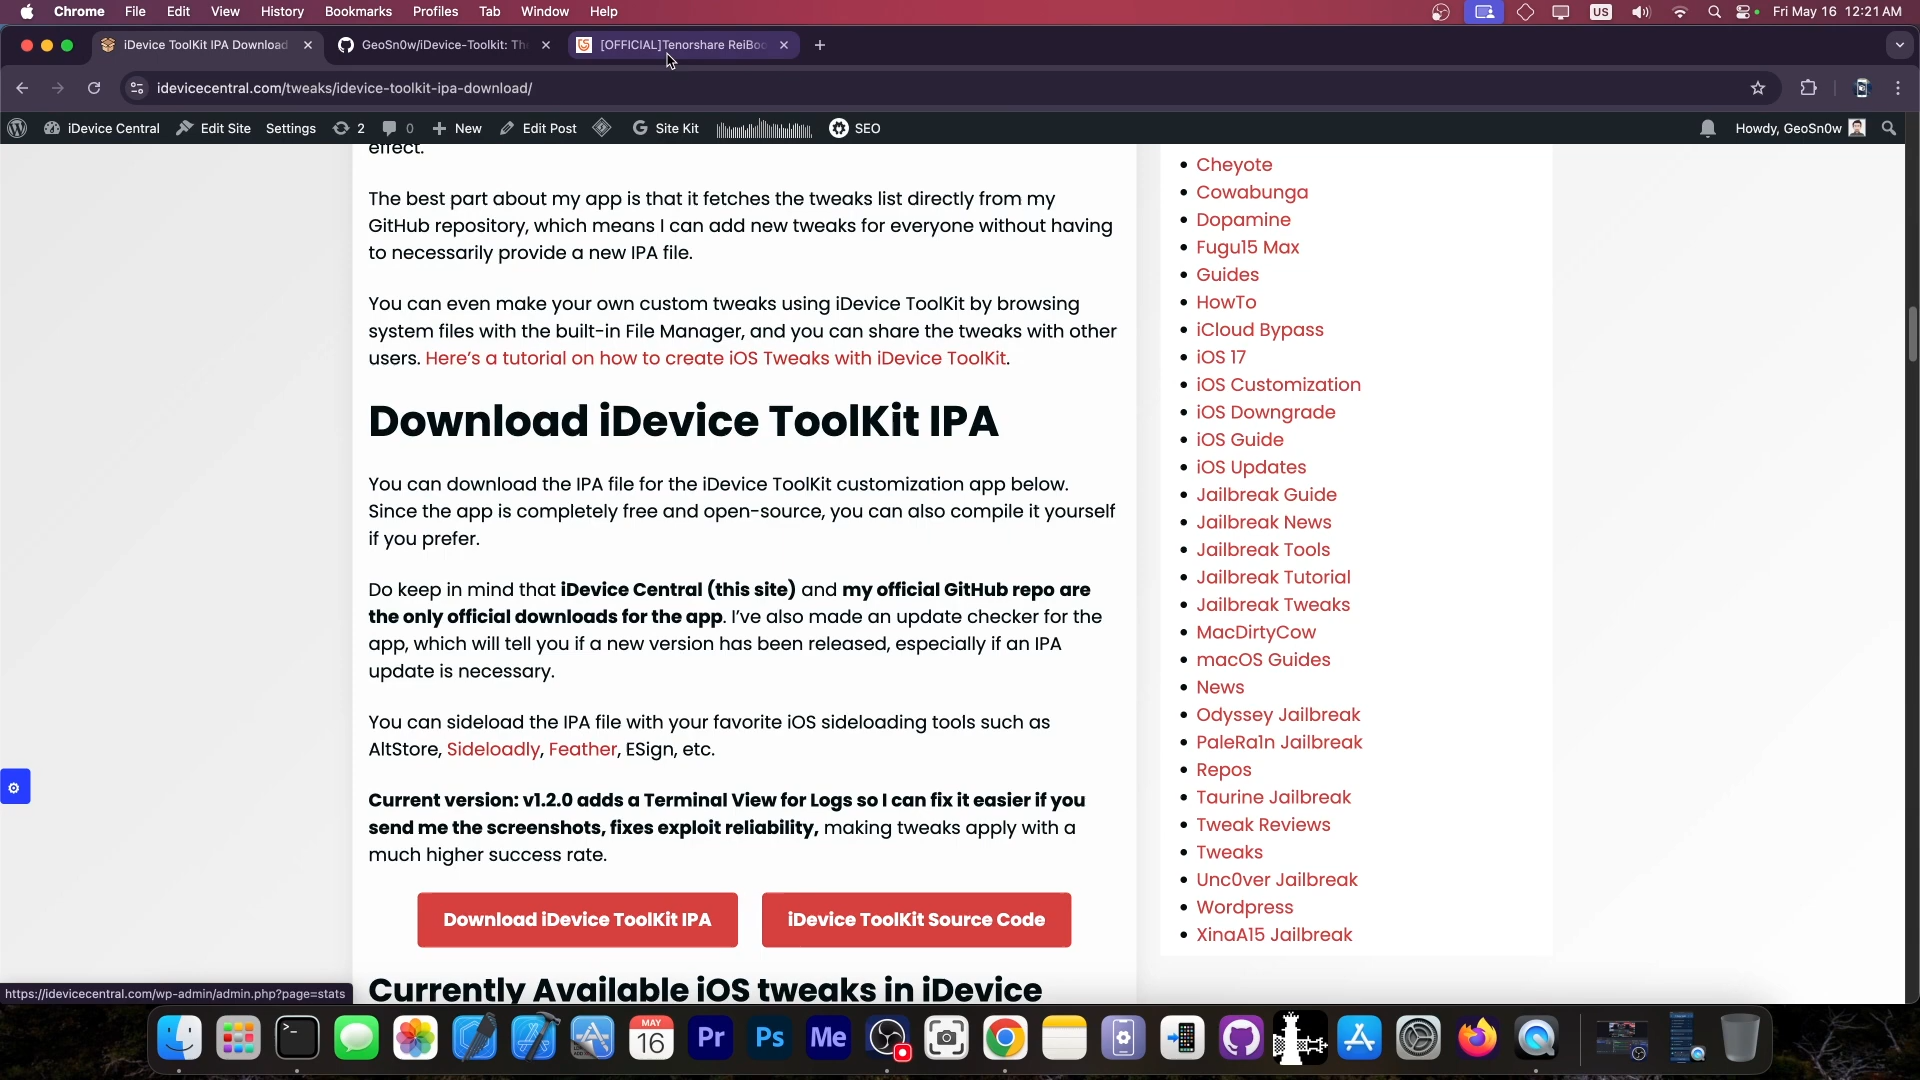 Chrome File Edit View History Bookmarks Profiles Tab Window Help
US
Fri May 16 12:21 AM
iDevice ToolKit IPA Download
GeoSn0w/iDevice-Toolkit: Th
[OFFICIAL]Tenorshare ReiBoo
idevicecentral.com/tweaks/idevice-toolkit-ipa-download/
iDevice Central Edit Site Settings 2 0 New Edit Post Site Kit SEO
Howdy, GeoSn0w
effect.
The best part about my app is that it fetches the tweaks list directly from my
GitHub repository, which means I can add new tweaks for everyone without having
to necessarily provide a new IPA file.
You can even make your own custom tweaks using iDevice ToolKit by browsing
system files with the built-in File Manager, and you can share the tweaks with other
users. Here’s a tutorial on how to create iOS Tweaks with iDevice ToolKit.
Download iDevice ToolKit IPA
You can download the IPA file for the iDevice ToolKit customization app below.
Since the app is completely free and open-source, you can also compile it yourself
if you prefer.
Do keep in mind that iDevice Central (this site) and my official GitHub repo are
the only official downloads for the app. I’ve also made an update checker for the
app, which will tell you if a new version has been released, especially if an IPA
update is necessary.
You can sideload the IPA file with your favorite iOS sideloading tools such as
AltStore, Sideloadly, Feather, ESign, etc.
Current version: v1.2.0 adds a Terminal View for Logs so I can fix it easier if you
send me the screenshots, fixes exploit reliability, making tweaks apply with a
much higher success rate.
Download iDevice ToolKit IPA
iDevice ToolKit Source Code
Currently Available iOS tweaks in iDevice
Cheyote
Cowabunga
Dopamine
Fugu15 Max
Guides
HowTo
iCloud Bypass
iOS 17
iOS Customization
iOS Downgrade
iOS Guide
iOS Updates
Jailbreak Guide
Jailbreak News
Jailbreak Tools
Jailbreak Tutorial
Jailbreak Tweaks
MacDirtyCow
macOS Guides
News
Odyssey Jailbreak
PaleRa1n Jailbreak
Repos
Taurine Jailbreak
Tweak Reviews
Tweaks
Unc0ver Jailbreak
Wordpress
XinaA15 Jailbreak
https://idevicecentral.com/wp-admin/admin.php?page=stats
MAY
16
Pr
Ps
Me